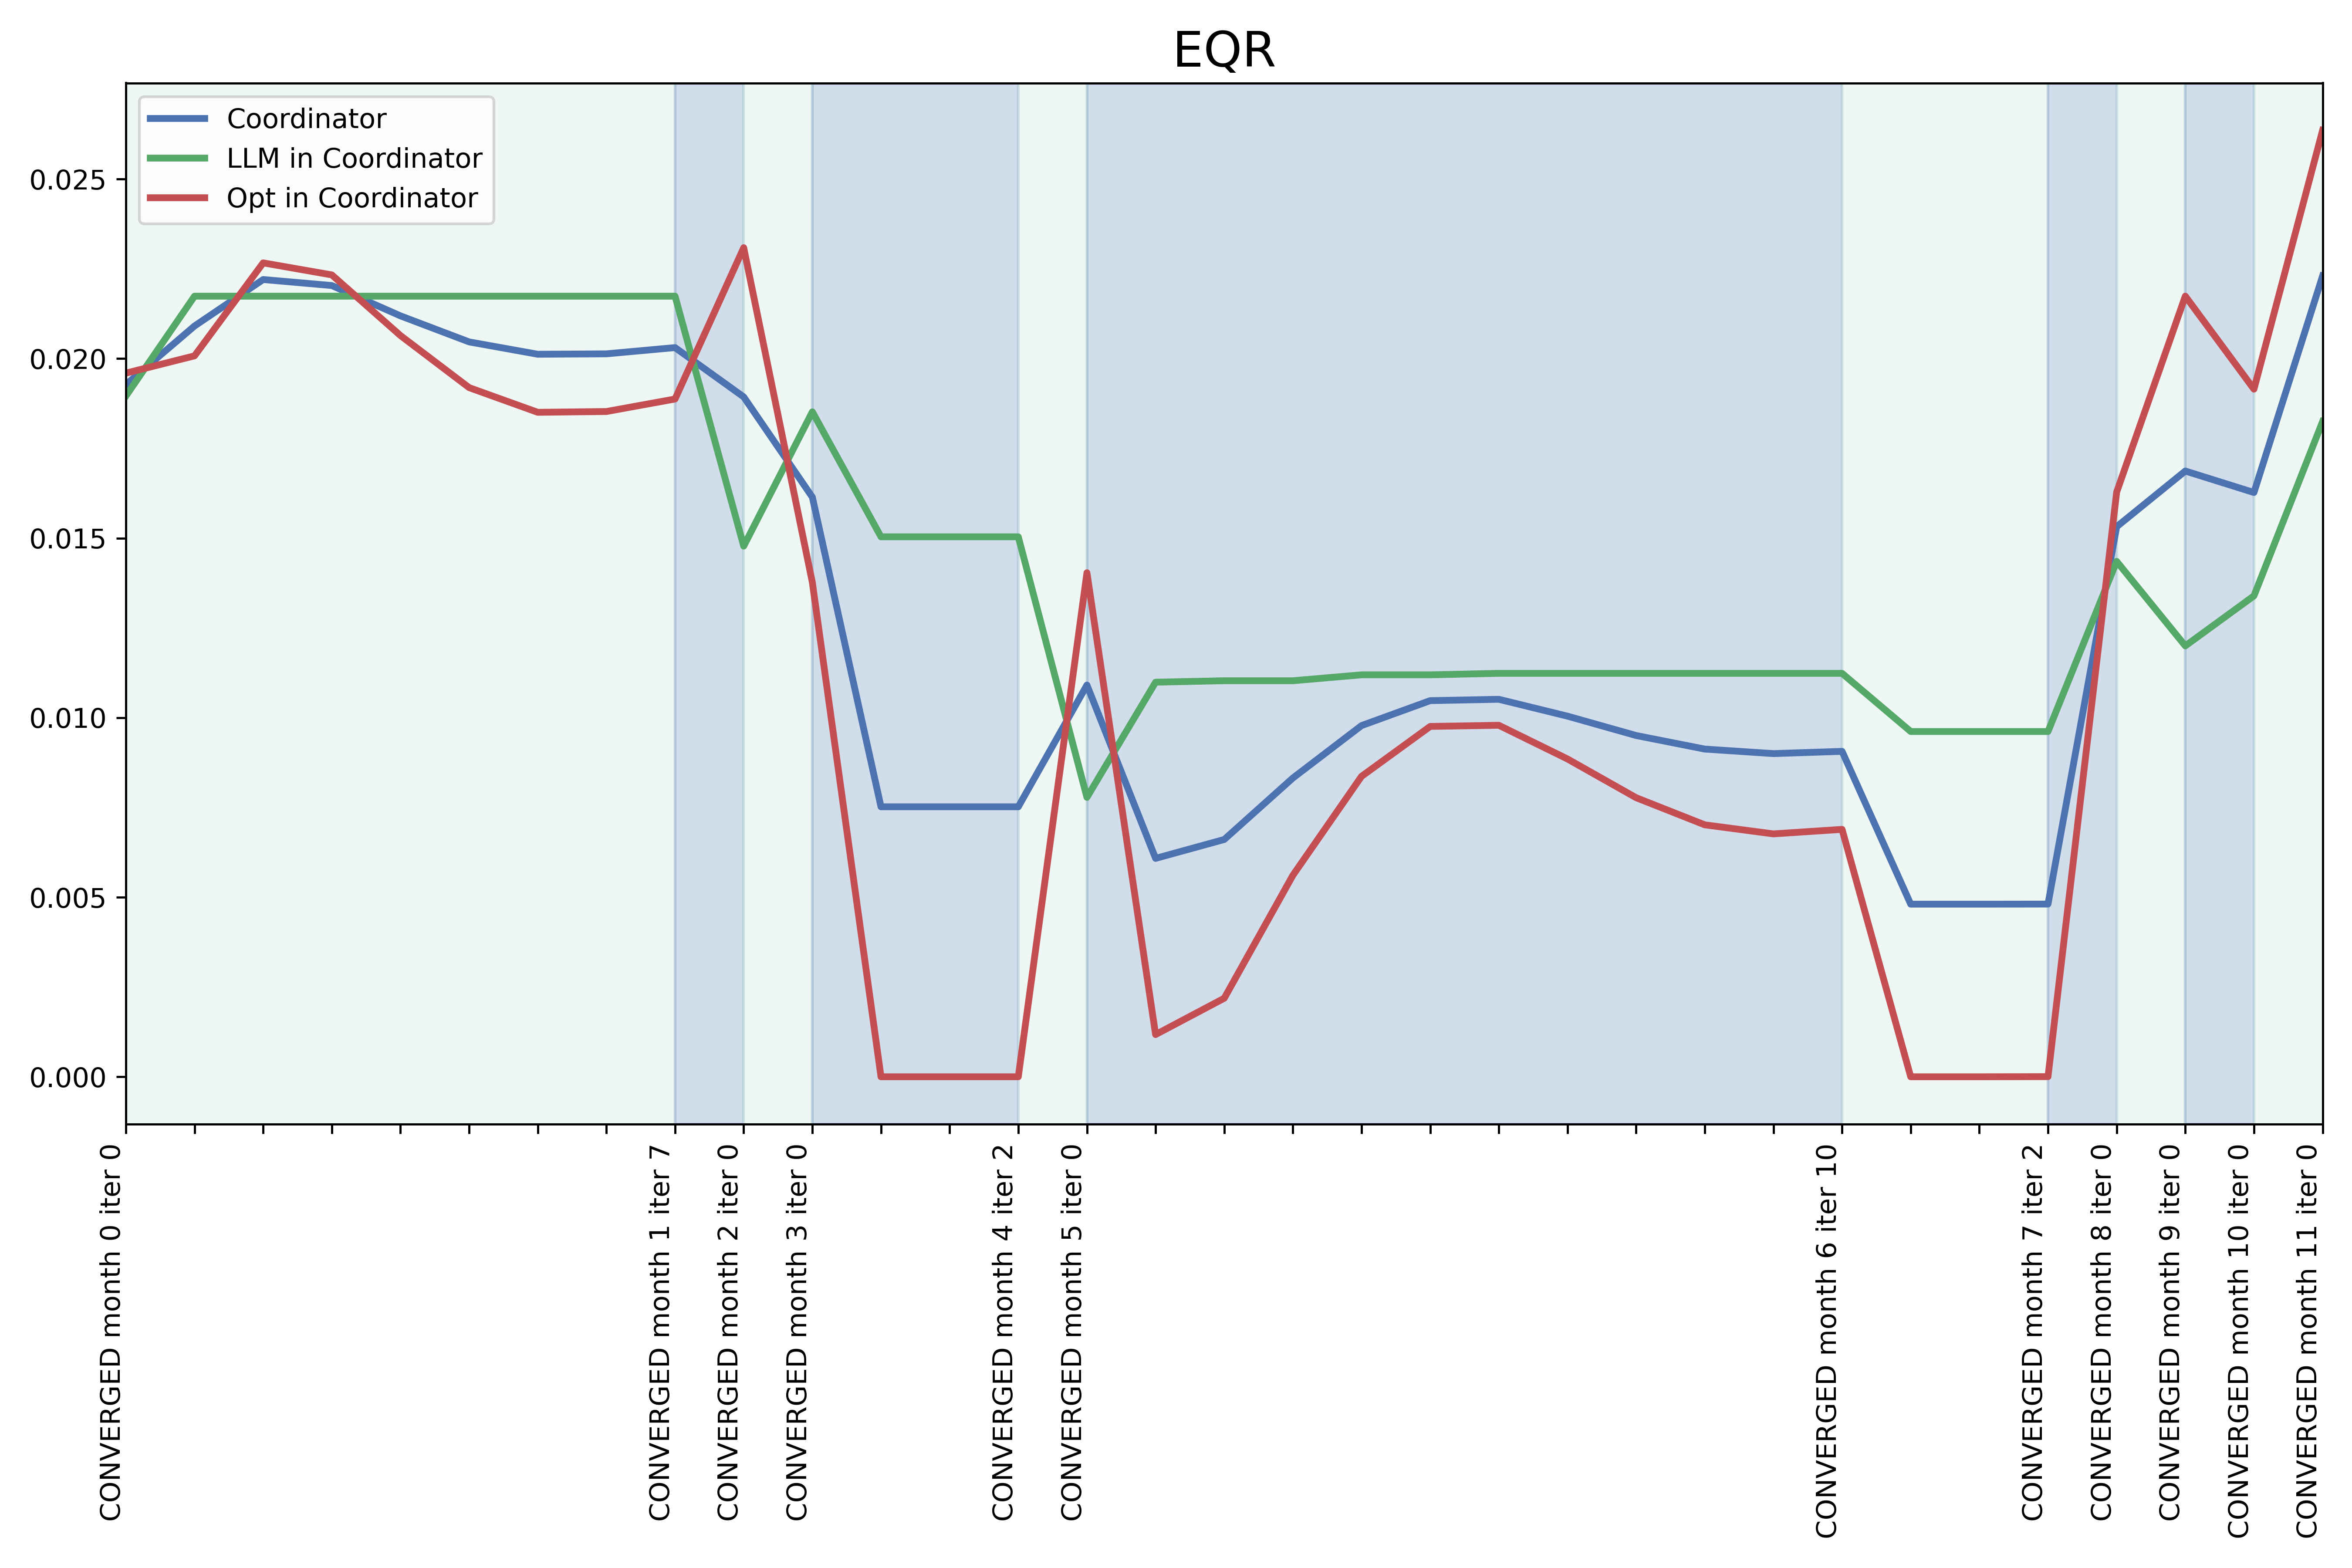 EQR
Coordinator
LLM in Coordinator
Opt in Coordinator
0.025
0.020
0.015
0.010
0.005
0.000
CONVERGED month 0 iter 0
CONVERGED month 1 iter 7
CONVERGED month 2 iter 0
CONVERGED month 3 iter 0
CONVERGED month 4 iter 2
CONVERGED month 5 iter 0
CONVERGED month 6 iter 10
CONVERGED month 7 iter 2
CONVERGED month 8 iter 0
CONVERGED month 9 iter 0
CONVERGED month 10 iter 0
CONVERGED month 11 iter 0